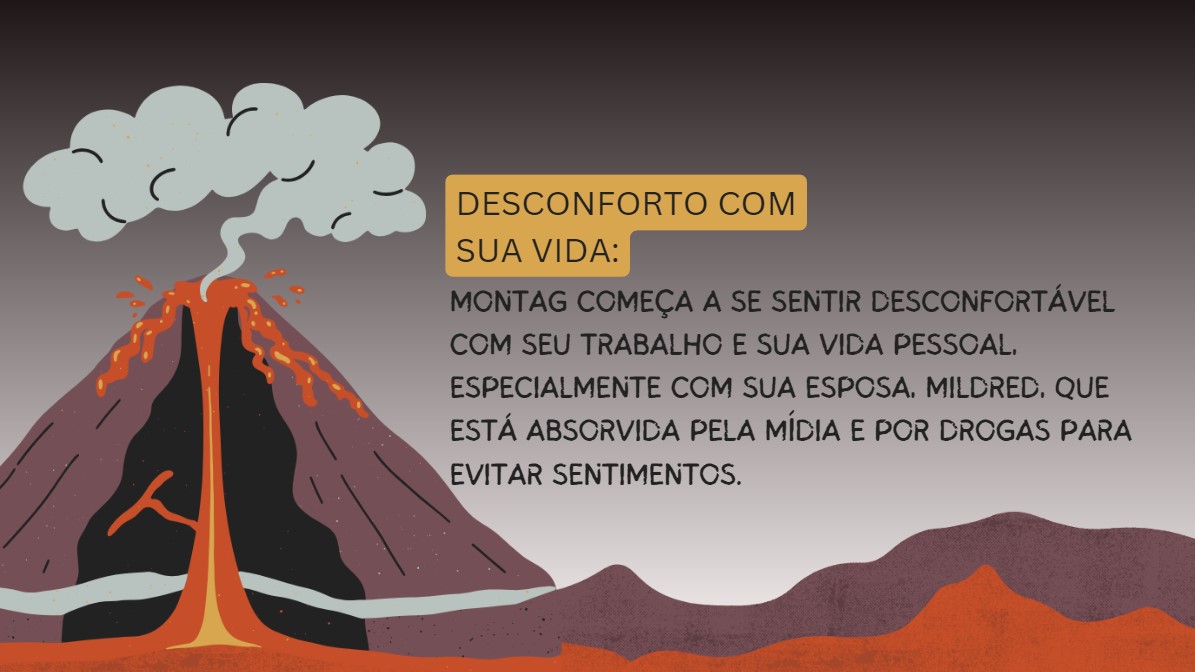 DESCONFORTO COM
SUA VIDA:
MONTAG COMEÇA A SE SENTIR DESCONFORTÁVEL
COM SEU TRABALHO E SUA VIDA PESSOAL,
ESPECIALMENTE COM SUA ESPOSA, MILDRED, QUE
ESTÁ ABSORVIDA PELA MÍDIA E POR DROGAS PARA
EVITAR SENTIMENTOS.